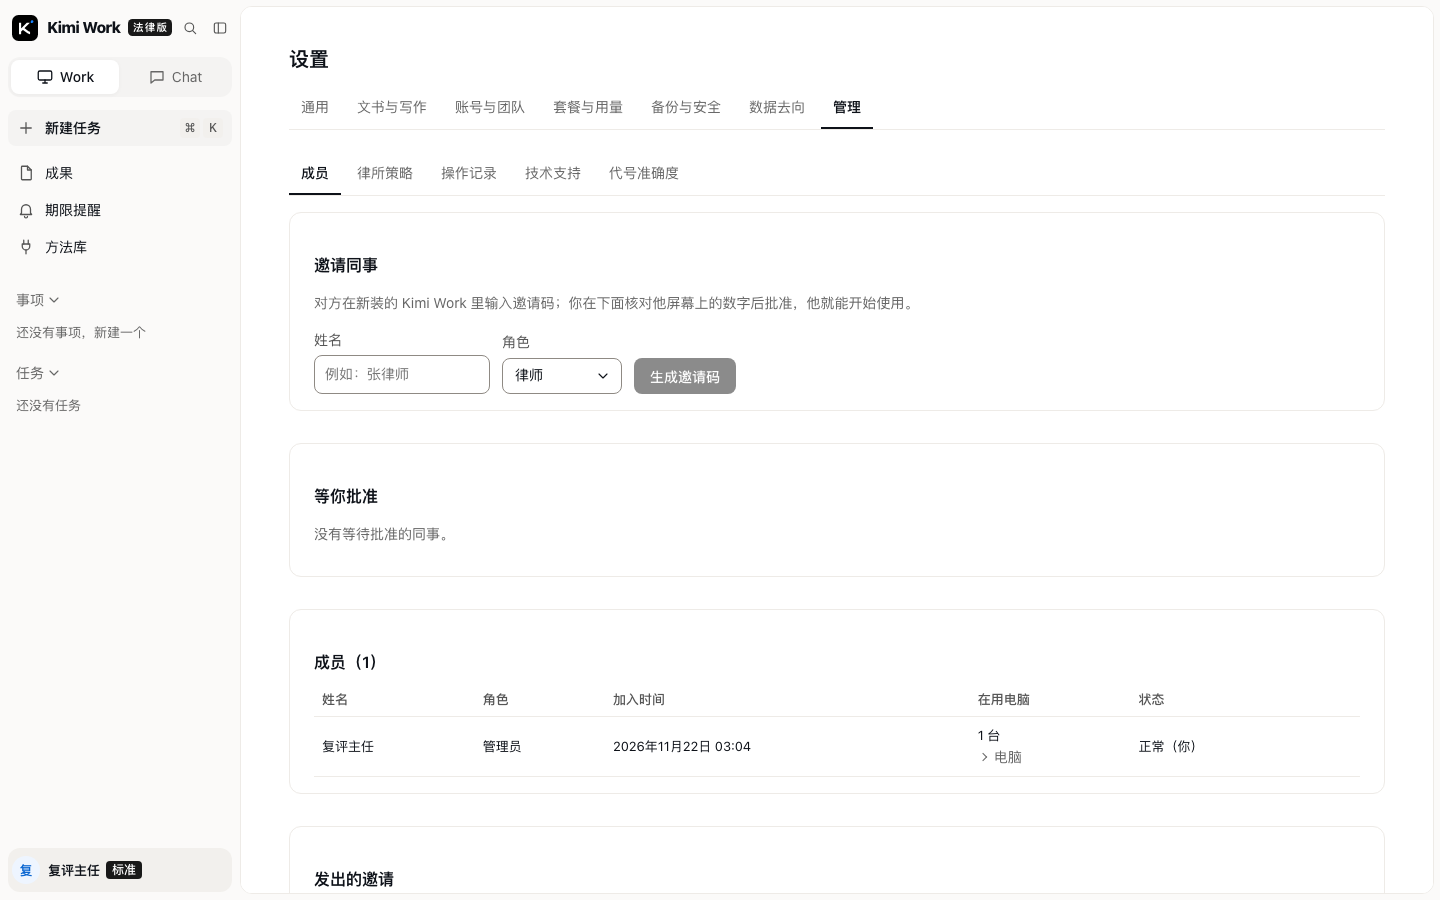 Kimi Work 法律版
Work Chat
新建任务 ⌘ K
成果
期限提醒
方法库
事项
还没有事项，新建一个
任务
还没有任务
复 复评主任 标准
设置
通用 文书与写作 账号与团队 套餐与用量 备份与安全 数据去向 管理
成员 律所策略 操作记录 技术支持 代号准确度
邀请同事
对方在新装的 Kimi Work 里输入邀请码；你在下面核对他屏幕上的数字后批准，他就能开始使用。
姓名 角色
例如：张律师 律师 生成邀请码
等你批准
没有等待批准的同事。
成员（1）
姓名 角色 加入时间 在用电脑 状态
复评主任 管理员 2026年11月22日 03:04 1 台 正常（你）
电脑
发出的邀请